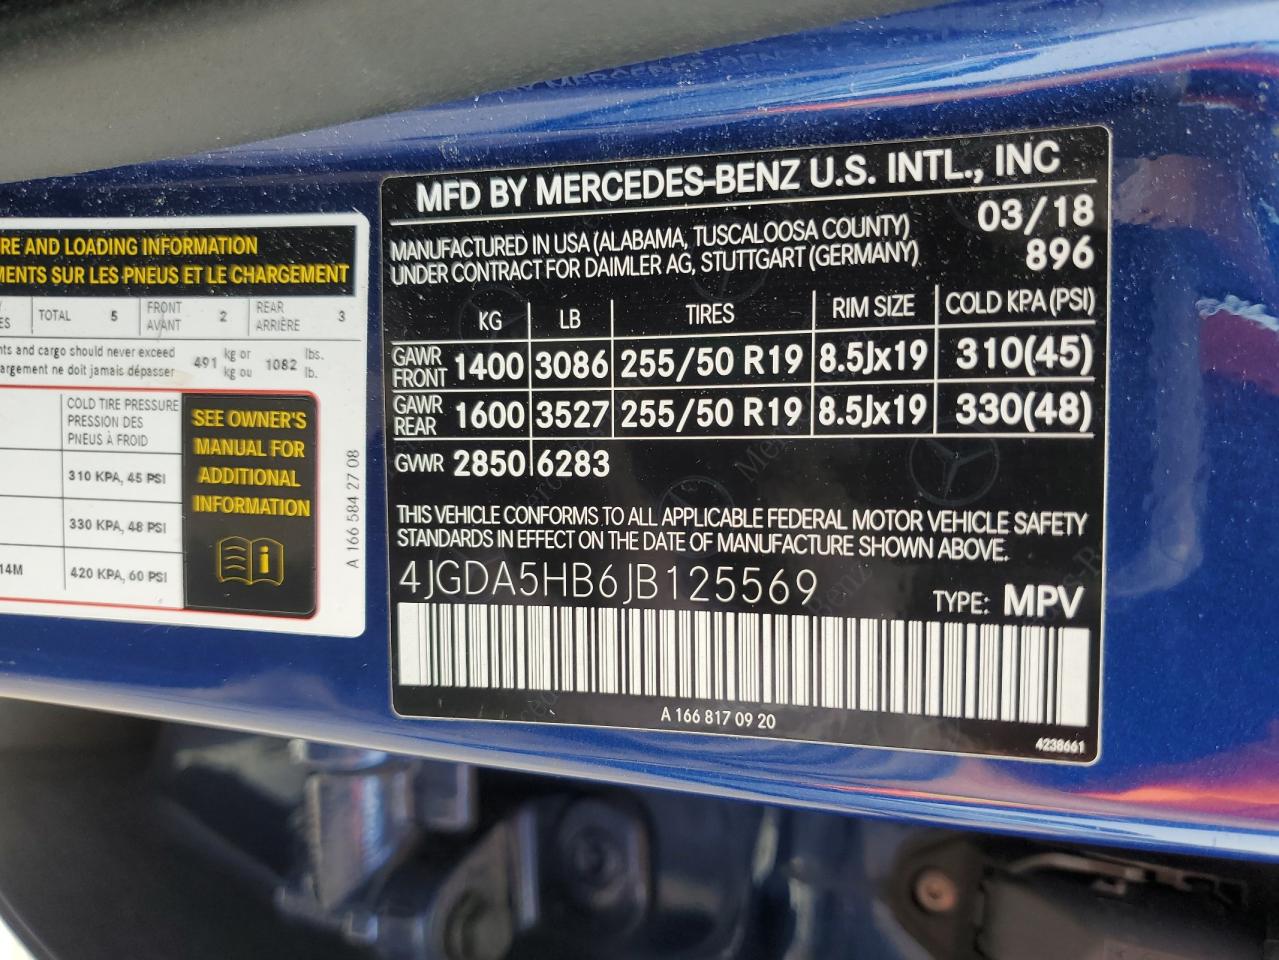 RE AND LOADING INFORMATION
MENTS SUR LES PNEUS ET LE CHARGEMENT
TOTAL 5 FRONT AVANT 2 REAR ARRIÈRE 3
and cargo should never exceed
ne doit jamais dépasser
491 kg or kg ou 1082 lbs. lb.
COLD TIRE PRESSURE
PRESSION DES
PNEUS À FROID
310 KPA, 45 PSI
330 KPA, 48 PSI
14M 420 KPA, 60 PSI
SEE OWNER'S
MANUAL FOR
ADDITIONAL
INFORMATION
A 166 584 27 08
MFD BY MERCEDES-BENZ U.S. INTL., INC
MANUFACTURED IN USA (ALABAMA, TUSCALOOSA COUNTY) 03/18
UNDER CONTRACT FOR DAIMLER AG, STUTTGART (GERMANY) 896
KG LB TIRES RIM SIZE COLD KPA (PSI)
GAWR FRONT 1400 3086 255/50 R19 8.5Jx19 310(45)
GAWR REAR 1600 3527 255/50 R19 8.5Jx19 330(48)
GVWR 2850 6283
THIS VEHICLE CONFORMS TO ALL APPLICABLE FEDERAL MOTOR VEHICLE SAFETY
STANDARDS IN EFFECT ON THE DATE OF MANUFACTURE SHOWN ABOVE.
4JGDA5HB6JB125569 TYPE: MPV
A 166 817 09 20
4238661